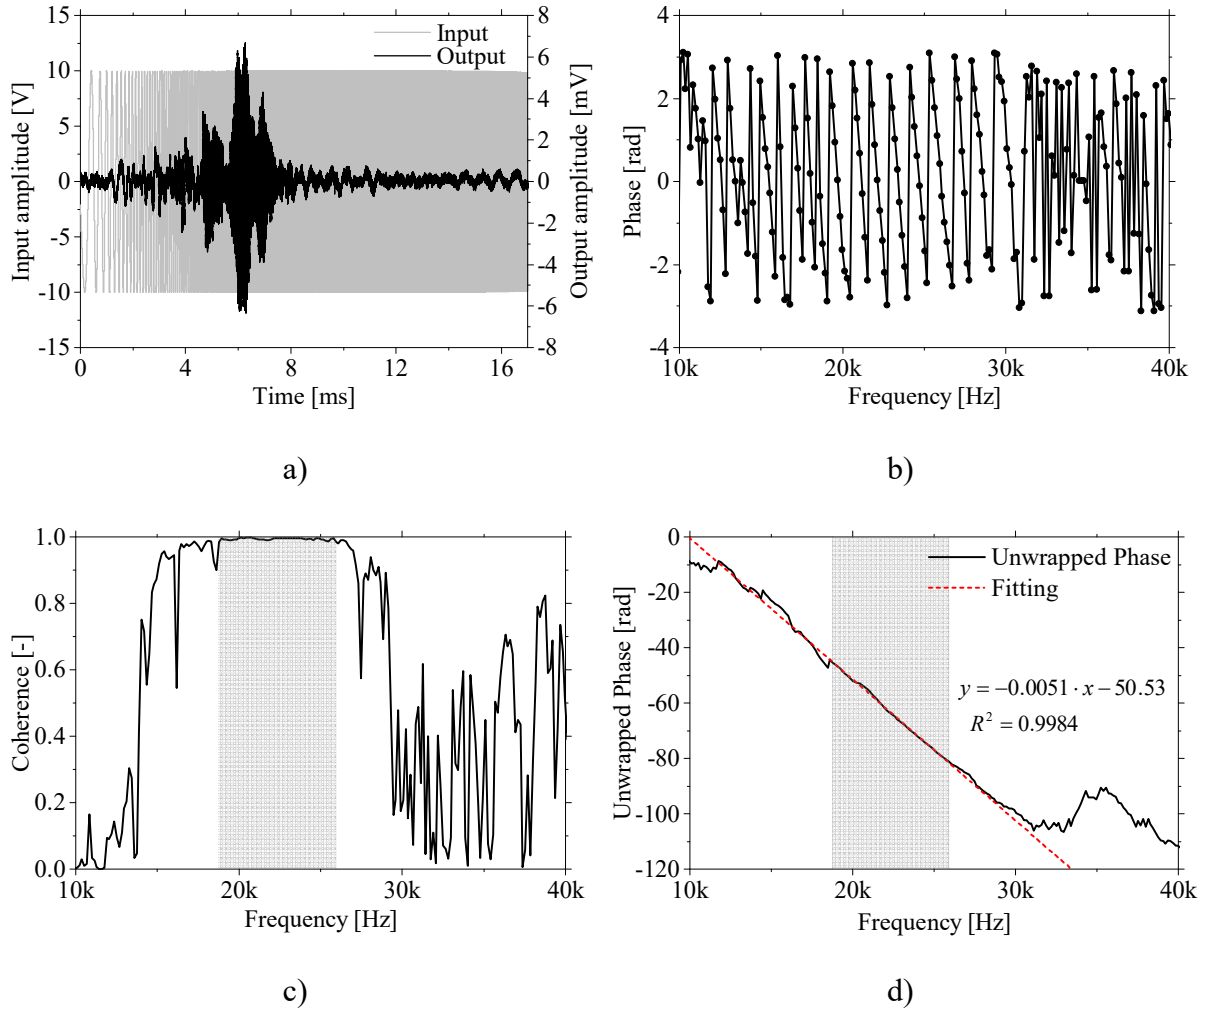 Input
Output
15
10
5
0
-5
-10
-15
8
6
4
2
0
-2
-4
-6
-8
0
4
8
12
16
Input amplitude [V]
Output amplitude [mV]
Time [ms]
a)
4
2
0
-2
-4
10k
20k
30k
40k
Phase [rad]
Frequency [Hz]
b)
1.0
0.8
0.6
0.4
0.2
0.0
10k
20k
30k
40k
Coherence [-]
Frequency [Hz]
c)
0
-20
-40
-60
-80
-100
-120
10k
20k
30k
40k
Unwrapped Phase [rad]
Unwrapped Phase
Fitting
y = −0.0051 · x − 50.53
R² = 0.9984
Frequency [Hz]
d)